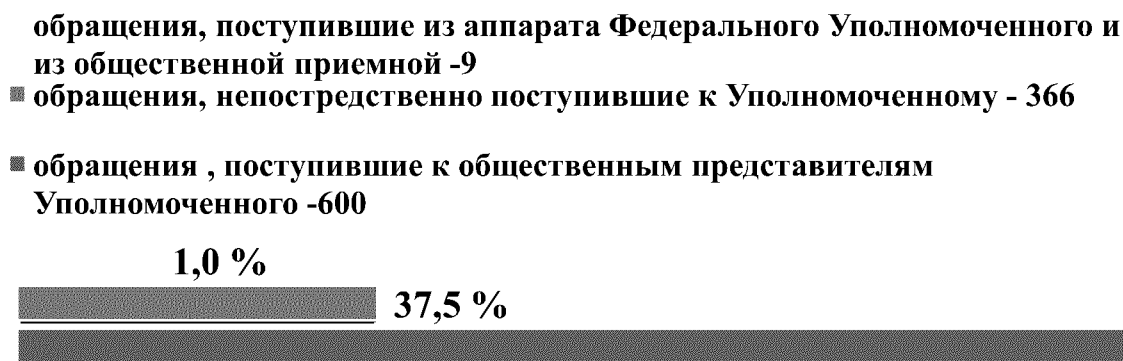 обращения, поступившие из аппарата Федерального Уполномоченного и
из общественной приемной -9
обращения, непостредственно поступившие к Уполномоченному - 366
обращения , поступившие к общественным представителям
Уполномоченного -600
1,0 %
37,5 %